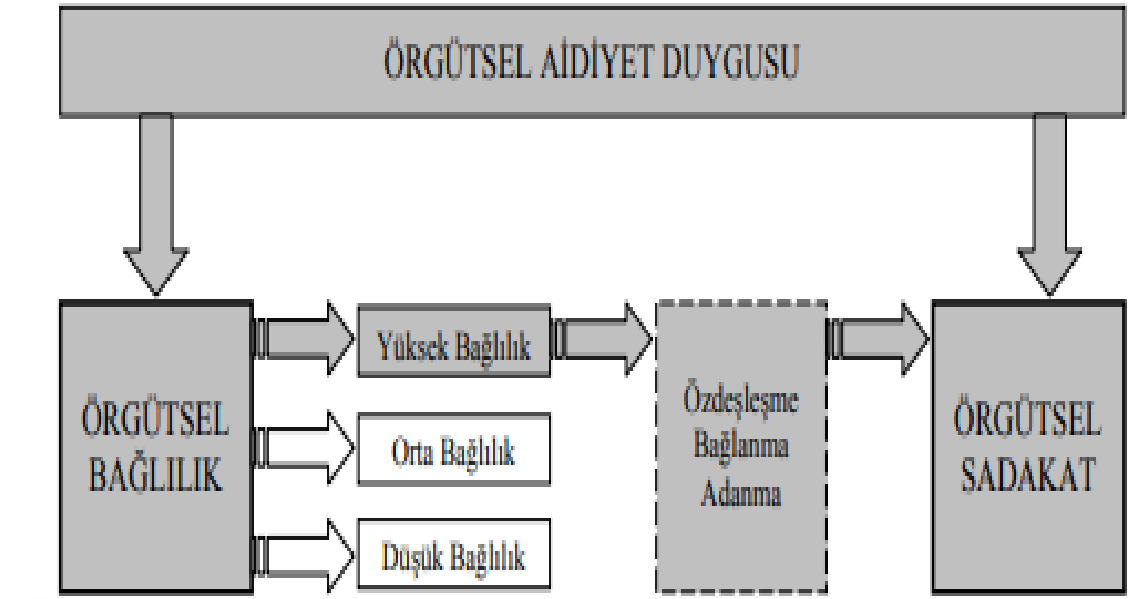 ÖRGÜTSEL AİDİYET DUYGUSU
ÖRGÜTSEL
BAĞLILIK
Yüksek Bağlılık
Orta Bağlılık
Düşük Bağlılık
Özdeşleşme
Bağlanma
Adanma
ÖRGÜTSEL
SADAKAT